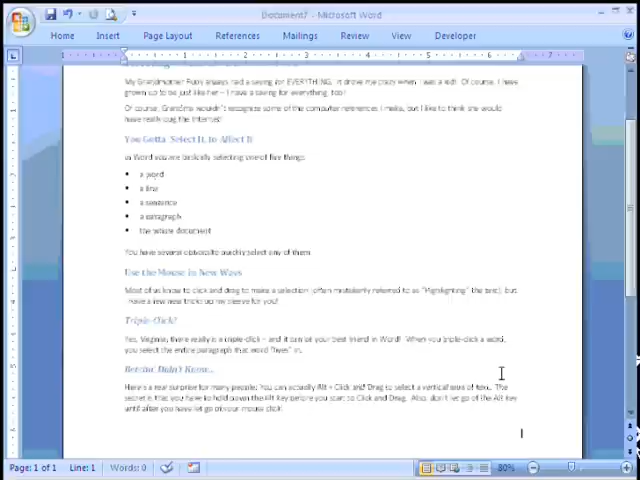 Document7 - Microsoft Word
Home Insert Page Layout References Mailings Review View Developer
My Grandmother always had a saying for EVERYTHING. It drove me crazy when I was a kid! Of course, I have
grown up to be just like her – I have a saying for everything, too!
Of course, Grandma wouldn't recognize some of the computer references I make, but I like to think she would
have really dug the Internet!
You Gotta Select It, to Affect It
In Word you are basically selecting one of five things
• a word
• a line
• a sentence
• a paragraph
• the whole document
You have several options to quickly select any of them
Use the Mouse in New Ways
Most of us know to click and drag to make a selection (often mistakenly referred to as "Highlighting" the text), but
I have a few new tricks up my sleeve for you!
Triple-Click!
Yes, Virginia, there really is a triple-click – and it can be your best friend in Word! When you triple-click a word,
you select the entire paragraph that word "lives" in.
Betcha' Didn't Know...
Here's a real surprise for many people: You can actually Alt + Click and Drag to select a vertical area of text. The
secret is that you have to hold down the Alt key before you start to Click and Drag. Also, don't let go of the Alt key
until after you have let go of your mouse click!
Page: 1 of 1 Line: 1 Words: 0 80%